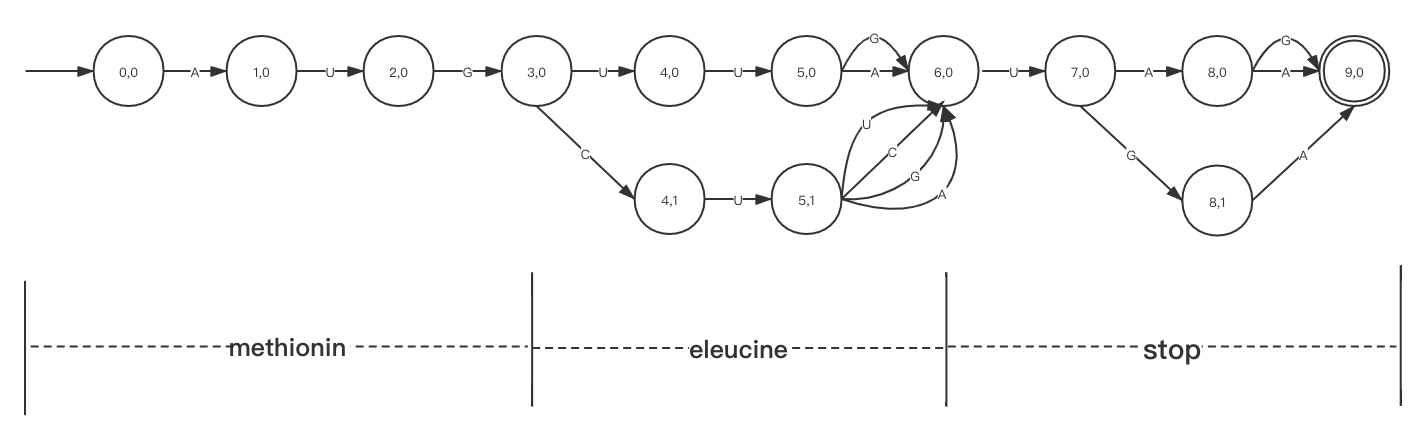 0,0 A 1,0 U 2,0 G 3,0 U 4,0 U 5,0 G A 6,0 U 7,0 A 8,0 G A 9,0
C 4,1 U 5,1 U C G A G 8,1 A
methionin eleucine stop